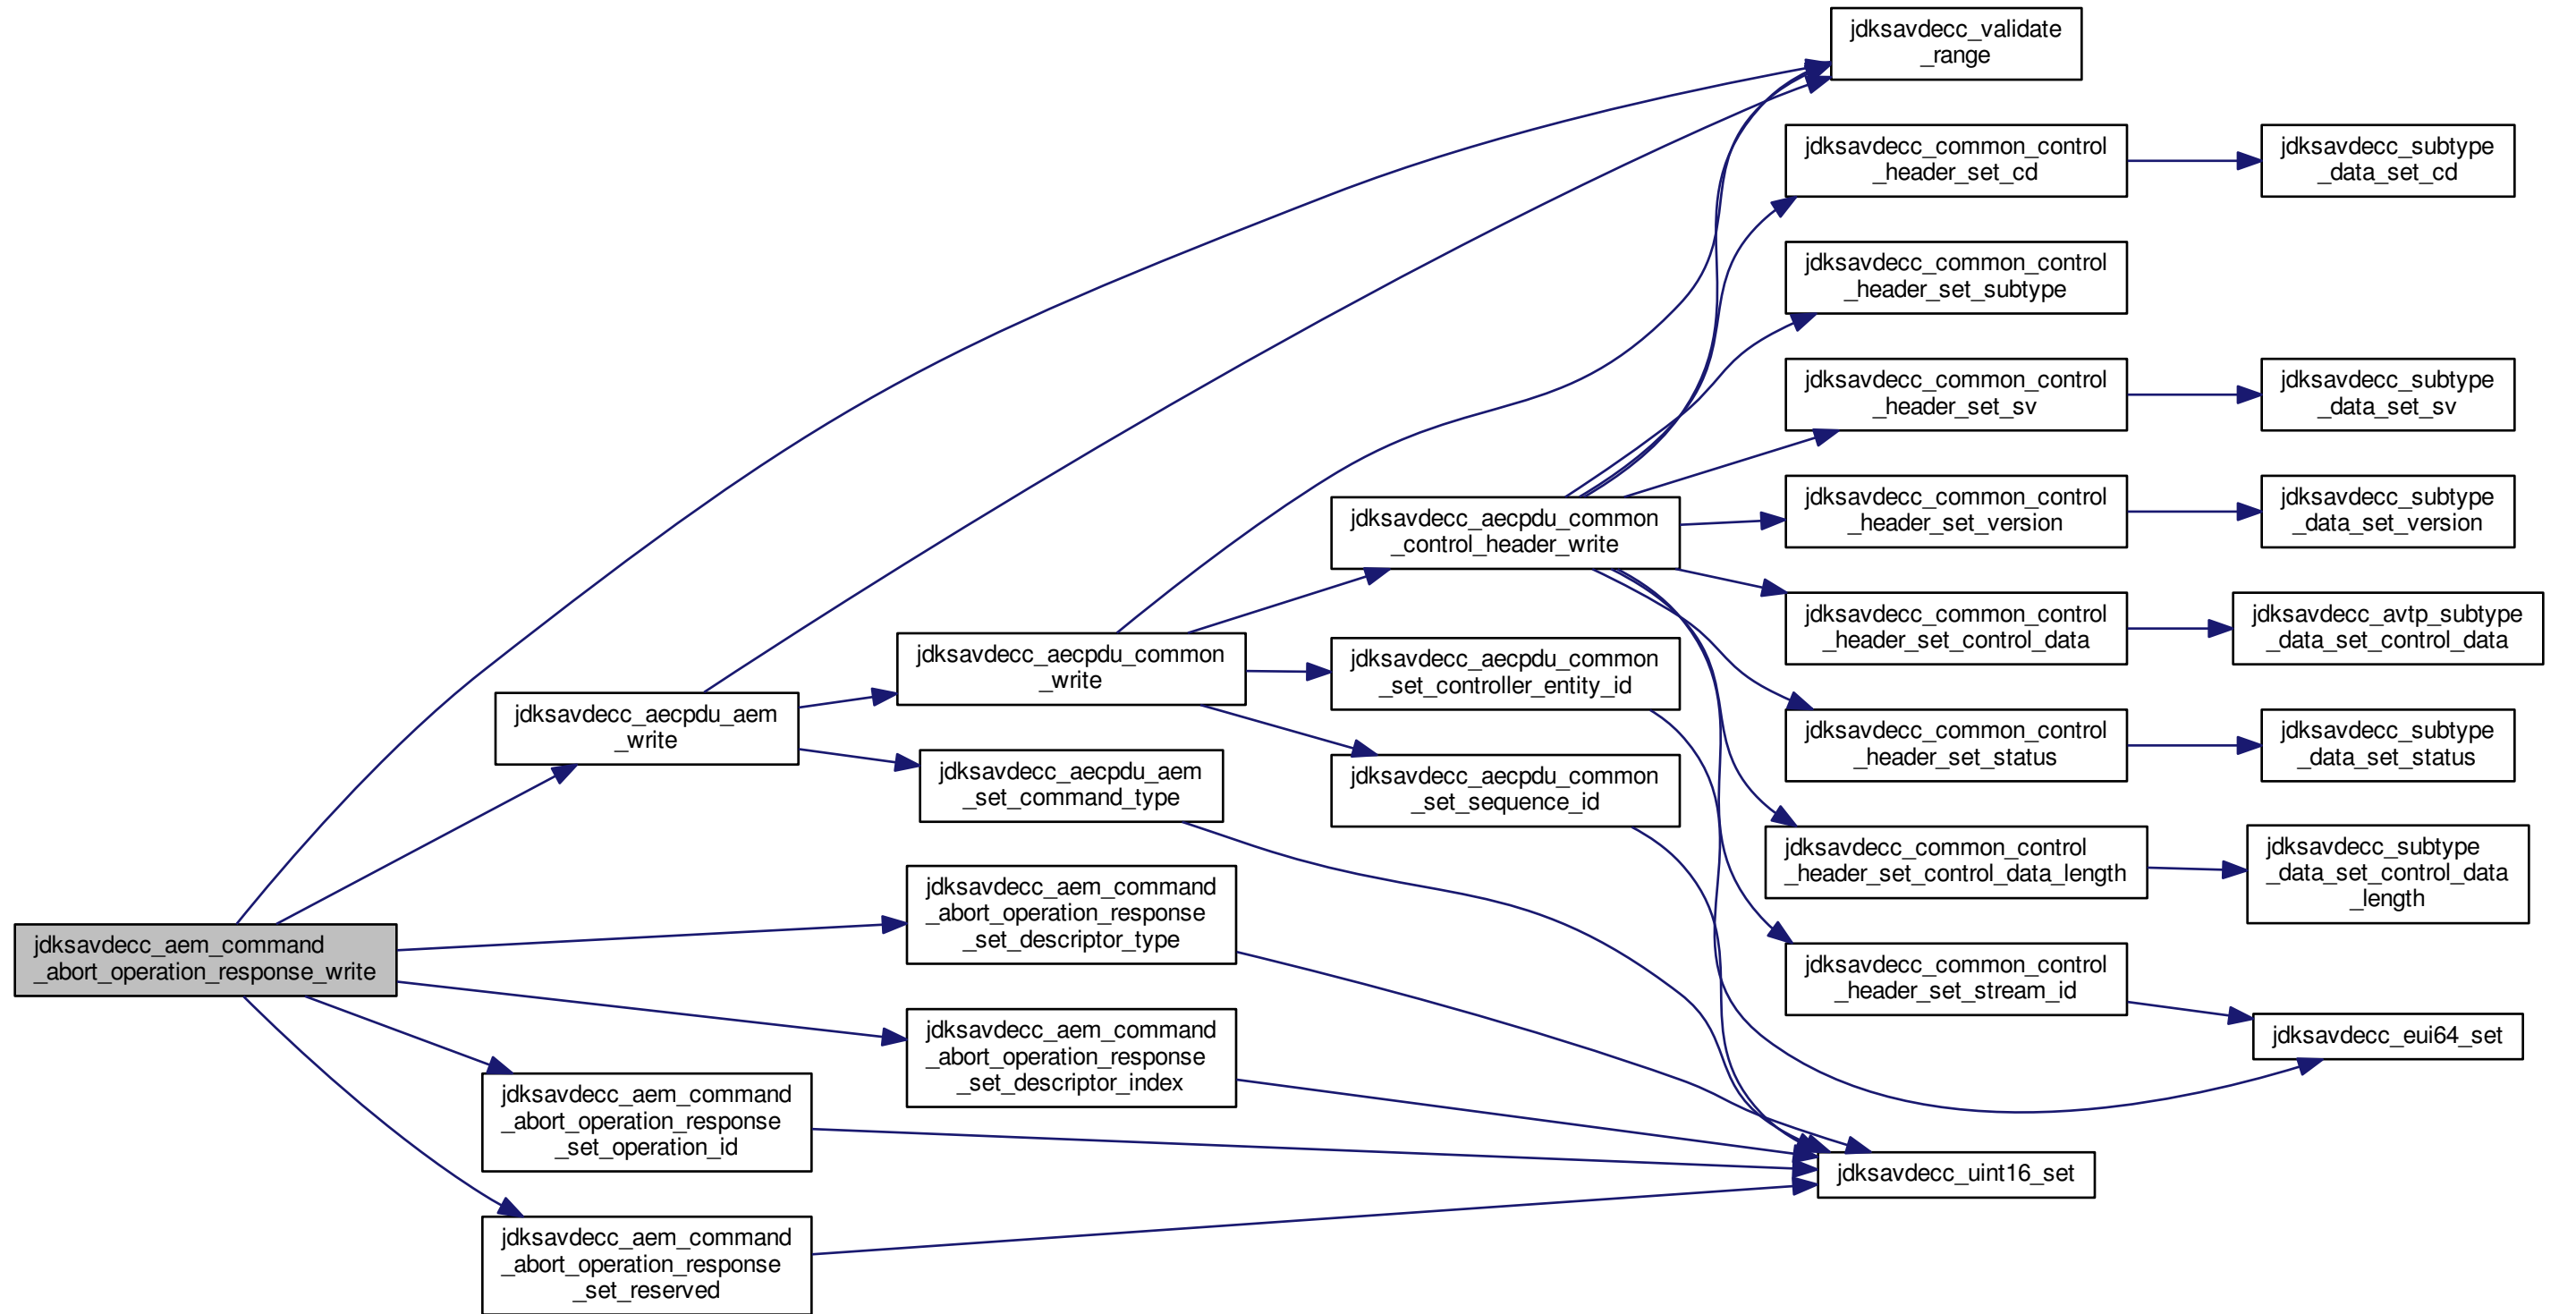 jdksavdecc_validate
_range
jdksavdecc_common_control
_header_set_cd
jdksavdecc_subtype
_data_set_cd
jdksavdecc_common_control
_header_set_subtype
jdksavdecc_common_control
_header_set_sv
jdksavdecc_subtype
_data_set_sv
jdksavdecc_aecpdu_common
_control_header_write
jdksavdecc_common_control
_header_set_version
jdksavdecc_subtype
_data_set_version
jdksavdecc_common_control
_header_set_control_data
jdksavdecc_avtp_subtype
_data_set_control_data
jdksavdecc_aecpdu_common
_write
jdksavdecc_aecpdu_common
_set_controller_entity_id
jdksavdecc_aecpdu_aem
_write
jdksavdecc_common_control
_header_set_status
jdksavdecc_subtype
_data_set_status
jdksavdecc_aecpdu_aem
_set_command_type
jdksavdecc_aecpdu_common
_set_sequence_id
jdksavdecc_common_control
_header_set_control_data_length
jdksavdecc_subtype
_data_set_control_data
_length
jdksavdecc_aem_command
_abort_operation_response
_set_descriptor_type
jdksavdecc_aem_command
_abort_operation_response_write
jdksavdecc_common_control
_header_set_stream_id
jdksavdecc_eui64_set
jdksavdecc_aem_command
_abort_operation_response
_set_descriptor_index
jdksavdecc_aem_command
_abort_operation_response
_set_operation_id
jdksavdecc_uint16_set
jdksavdecc_aem_command
_abort_operation_response
_set_reserved